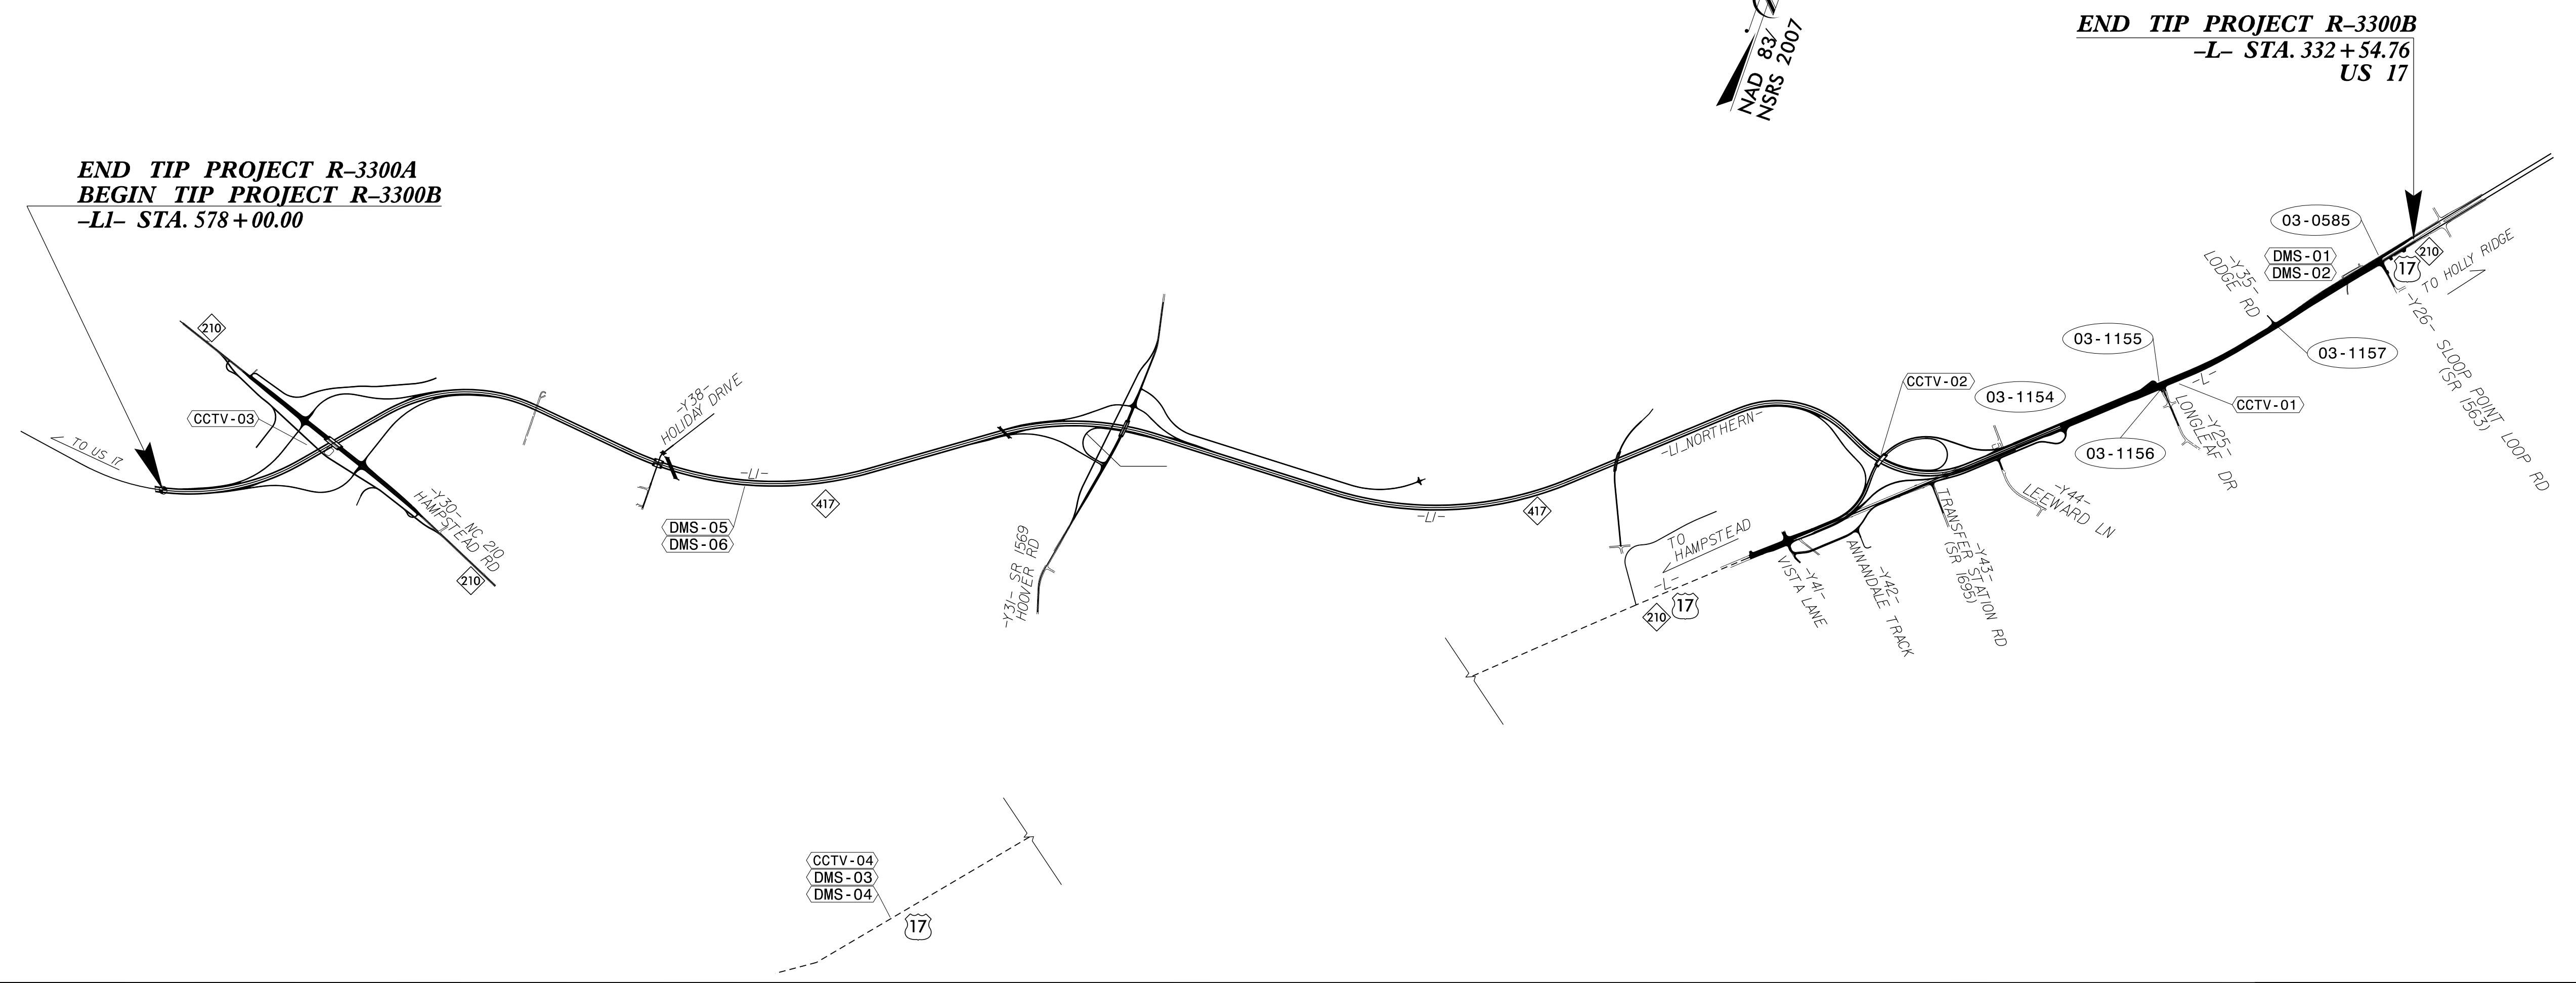 END TIP PROJECT R–3300B
–L– STA. 332+54.76
US 17
NAD 83/
NSRS 2007
END TIP PROJECT R–3300A
BEGIN TIP PROJECT R–3300B
–L1– STA. 578+00.00
03-0585
DMS-01
DMS-02
210
17
TO HOLLY RIDGE
-Y35-
LODGE RD
-Y26- SLOOP POINT LOOP RD
(SR 1563)
03-1155
03-1157
-L-
CCTV-01
03-1154
CCTV-02
03-1156
-Y25-
LONGLEAF DR
-Y44-
LEEWARD LN
-Y43-
TRANSFER STATION RD
(SR 1695)
-Y42-
ANNANDALE TRACK
-Y41-
VISTA LANE
-L1_NORTHERN-
TO
HAMPSTEAD
-L-
210
17
417
-L1-
-Y31- SR 1569
HOOVER RD
-Y38-
HOLIDAY DRIVE
-L1-
417
DMS-05
DMS-06
210
CCTV-03
TO US 17
-Y30- NC 210
HAMPSTEAD RD
210
CCTV-04
DMS-03
DMS-04
17